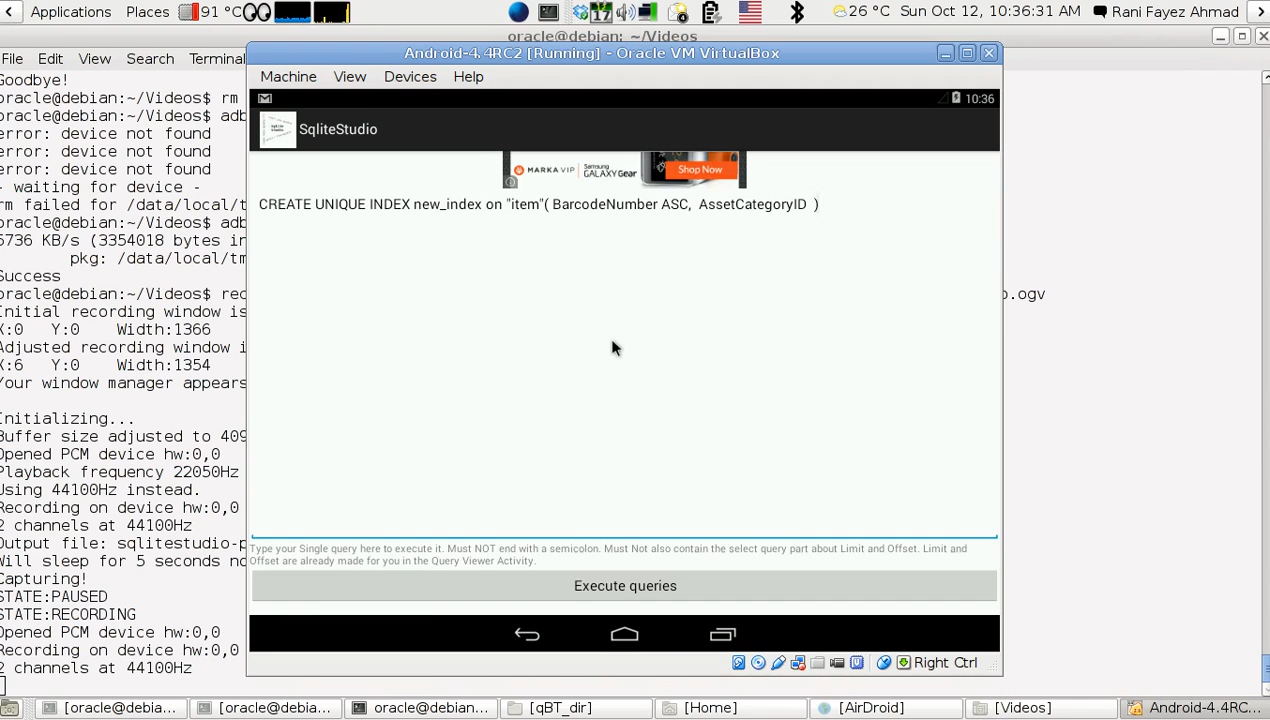 Applications Places 91 °C 17 26 °C Sun Oct 12, 10:36:31 AM Rani Fayez Ahmad
oracle@debian: ~/Videos
File Edit View Search Terminal
Goodbye!
oracle@debian:~/Videos$ rm
oracle@debian:~/Videos$ adb
error: device not found
error: device not found
error: device not found
- waiting for device -
rm failed for /data/local/t
oracle@debian:~/Videos$ adb
5736 KB/s (3354018 bytes in
pkg: /data/local/tm
Success
oracle@debian:~/Videos$ rec
o.ogv
Initial recording window is
X:0 Y:0 Width:1366
Adjusted recording window i
X:6 Y:0 Width:1354
Your window manager appears
Initializing...
Buffer size adjusted to 409
Opened PCM device hw:0,0
Playback frequency 22050Hz
Using 44100Hz instead.
Recording on device hw:0,0
2 channels at 44100Hz
Output file: sqlitestudio-p
Will sleep for 5 seconds no
Capturing!
STATE:PAUSED
STATE:RECORDING
Opened PCM device hw:0,0
Recording on device hw:0,0
2 channels at 44100Hz
Android-4.4RC2 [Running] - Oracle VM VirtualBox
Machine View Devices Help
10:36
SqliteStudio
MARKA VIP SAMSUNG GALAXY Gear Shop Now
CREATE UNIQUE INDEX new_index on "item"( BarcodeNumber ASC, AssetCategoryID )
Type your Single query here to execute it. Must NOT end with a semicolon. Must Not also contain the select query part about Limit and Offset. Limit and
Offset are already made for you in the Query Viewer Activity.
Execute queries
Right Ctrl
[oracle@debia... [oracle@debia... oracle@debian... [qBT_dir] [Home] [AirDroid] [Videos] Android-4.4RC...